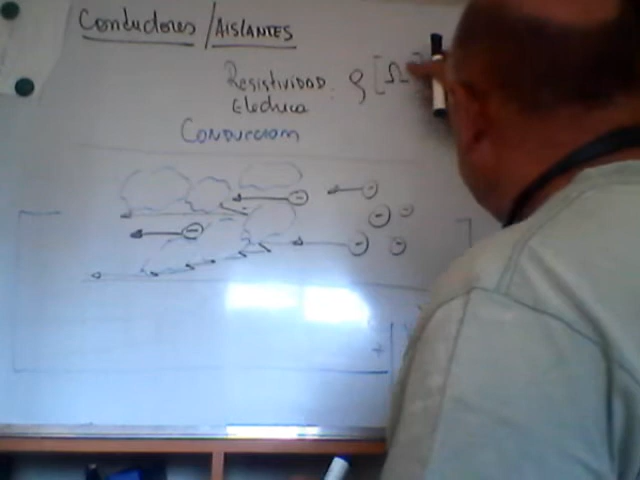 Conductores / AISLANTES
Resistividad: ρ [Ω
Electrica
Conduccion
- -
- -
- - -
+